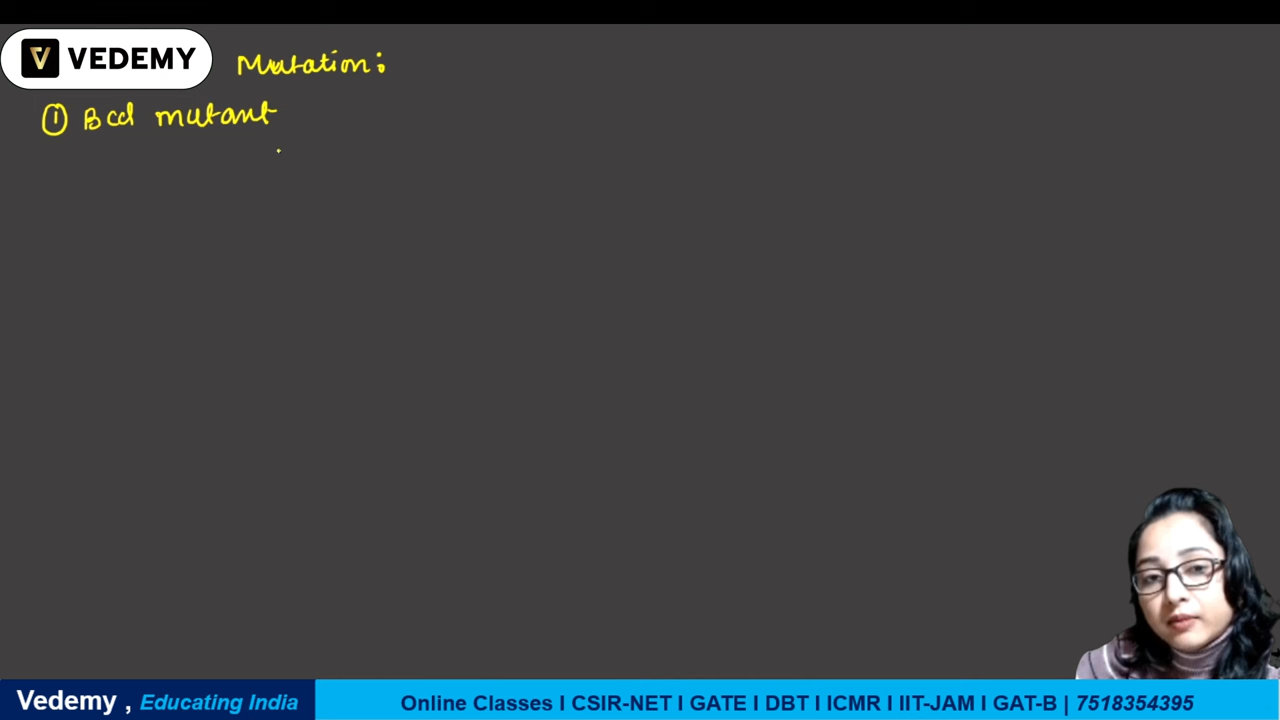 VEDEMY
Mutation:
① Bcd mutant
Vedemy , Educating India
Online Classes I CSIR-NET I GATE I DBT I ICMR I IIT-JAM I GAT-B | 7518354395